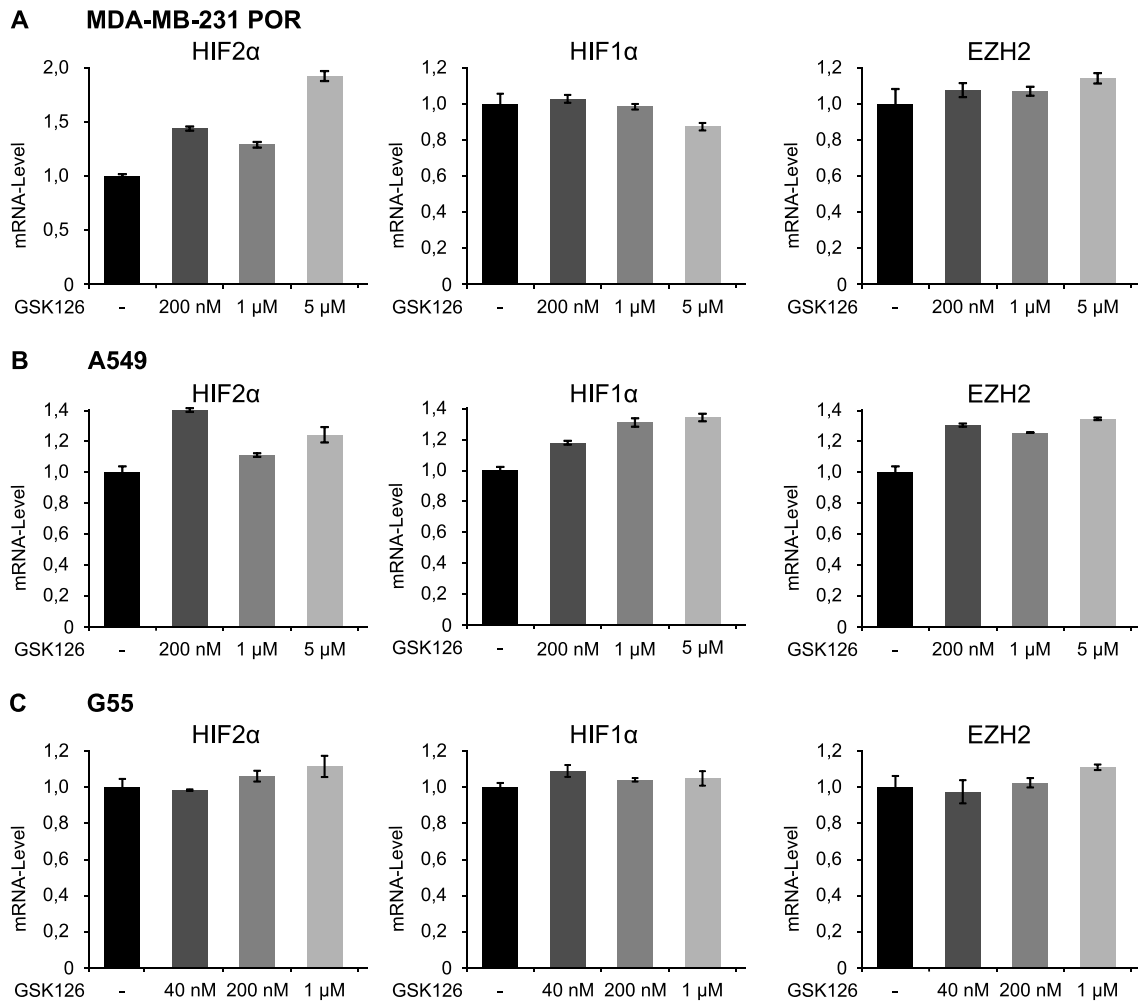 A MDA-MB-231 POR
HIF2α HIF1α EZH2
mRNA-Level
2,0
1,5
1,0
0,5
0
mRNA-Level
1,2
1,0
0,8
0,6
0,4
0,2
0
mRNA-Level
1,2
1,0
0,8
0,6
0,4
0,2
0
GSK126 - 200 nM 1 µM 5 µM
GSK126 - 200 nM 1 µM 5 µM
GSK126 - 200 nM 1 µM 5 µM
B A549
HIF2α HIF1α EZH2
mRNA-Level
1,4
1,2
1,0
0,8
0,6
0,4
0,2
0
mRNA-Level
1,4
1,2
1,0
0,8
0,6
0,4
0,2
0
mRNA-Level
1,4
1,2
1,0
0,8
0,6
0,4
0,2
0
GSK126 - 200 nM 1 µM 5 µM
GSK126 - 200 nM 1 µM 5 µM
GSK126 - 200 nM 1 µM 5 µM
C G55
HIF2α HIF1α EZH2
mRNA-Level
1,2
1,0
0,8
0,6
0,4
0,2
0
mRNA-Level
1,2
1,0
0,8
0,6
0,4
0,2
0
mRNA-Level
1,2
1,0
0,8
0,6
0,4
0,2
0
GSK126 - 40 nM 200 nM 1 µM
GSK126 - 40 nM 200 nM 1 µM
GSK126 - 40 nM 200 nM 1 µM